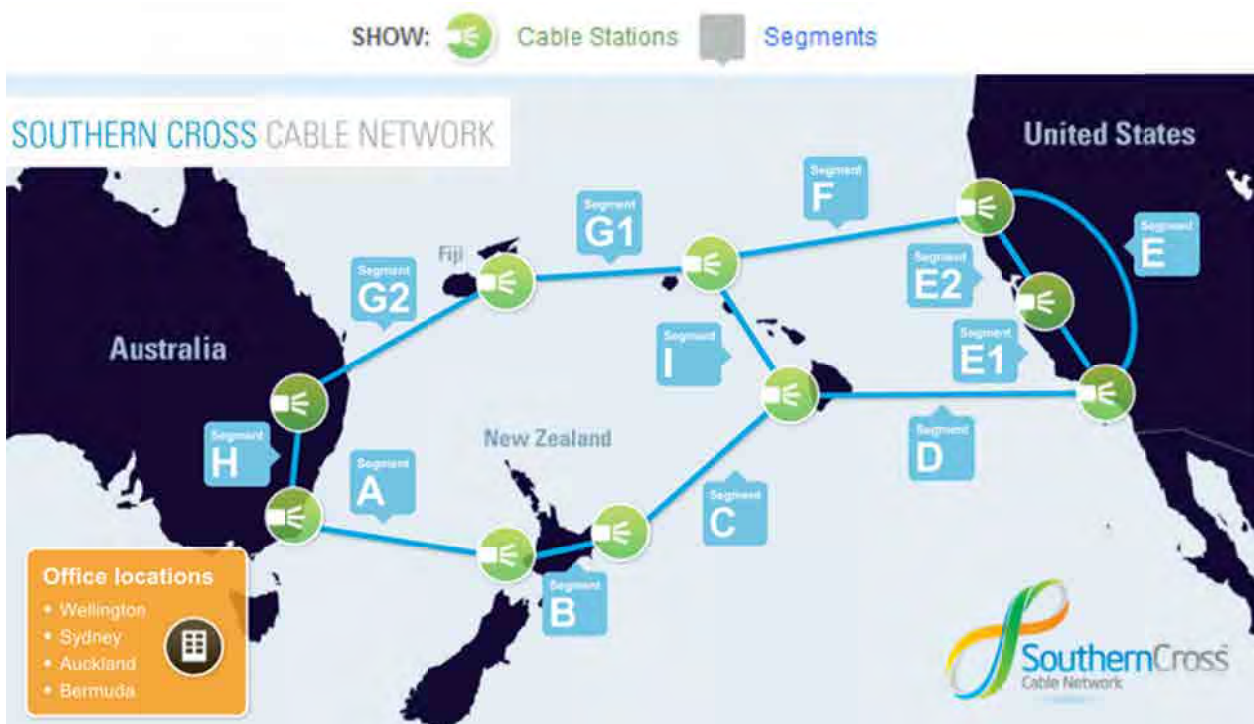 SHOW: Cable Stations Segments
SOUTHERN CROSS CABLE NETWORK
United States
Segment
F
Segment
G1
Segment
E
Fiji
Segment
G2
Segment
E2
Australia
Segment
I
Segment
E1
New Zealand
Segment
H
Segment
D
Segment
A
Segment
C
Segment
B
Office locations
• Wellington
• Sydney
• Auckland
• Bermuda
SouthernCross
Cable Network